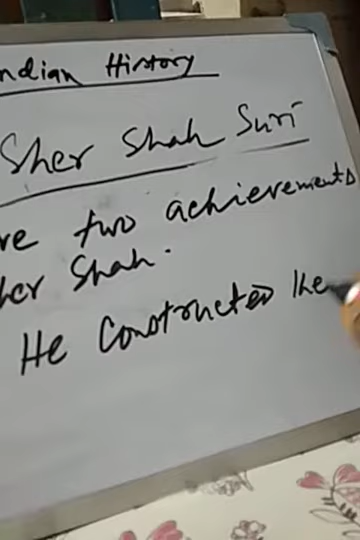 ndian History
Sher Shah Suri
re two achievements
her Shah.
He Constructed the